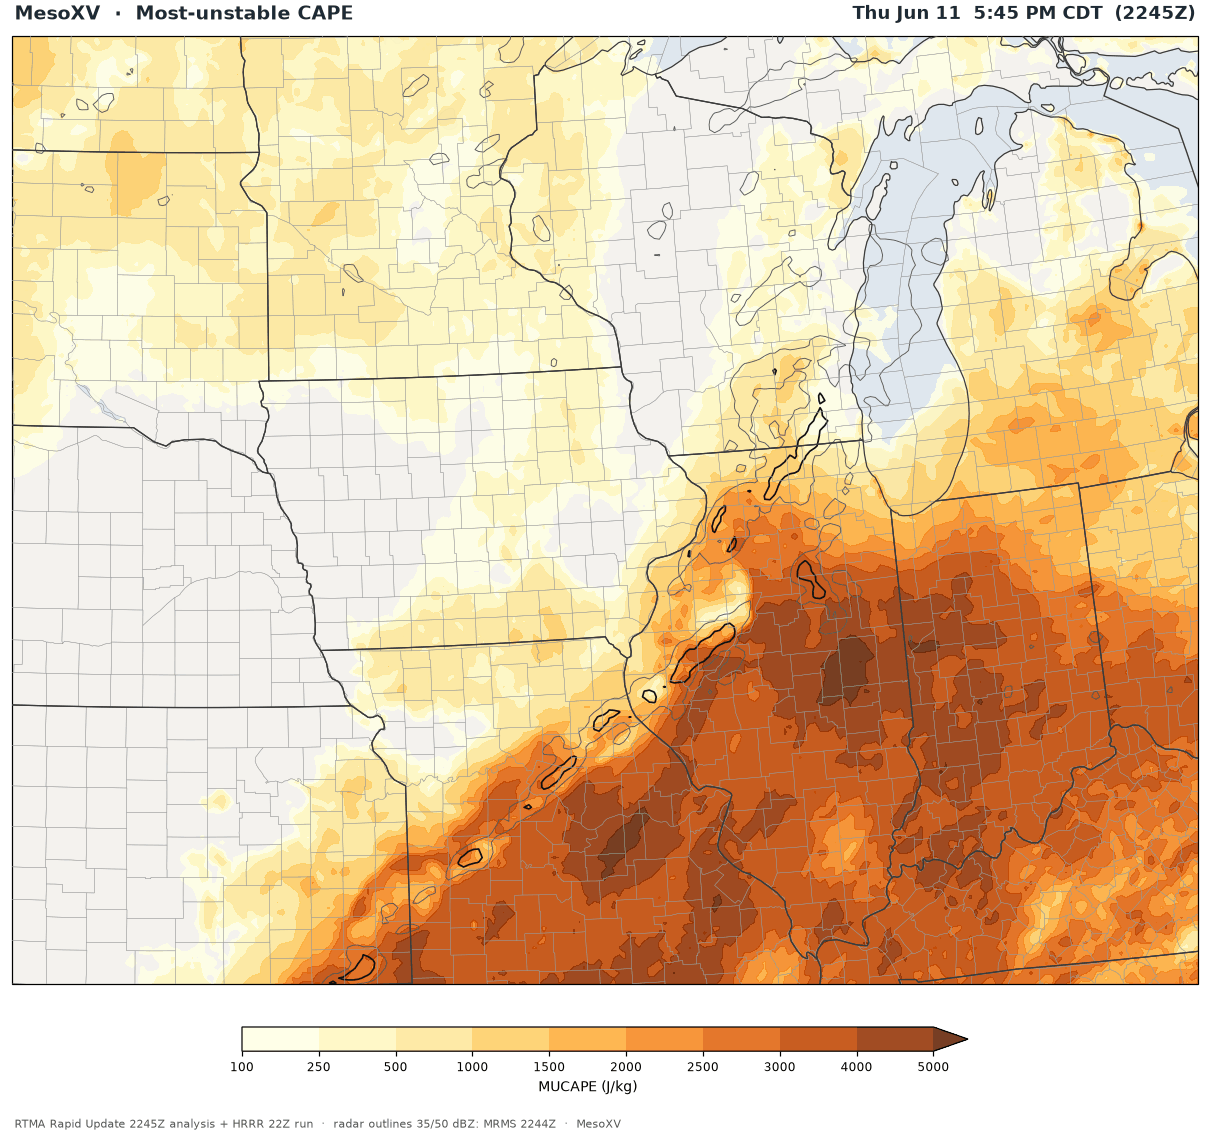 MesoXV · Most-unstable CAPE
Thu Jun 11 5:45 PM CDT (2245Z)
100 250 500 1000 1500 2000 2500 3000 4000 5000
MUCAPE (J/kg)
RTMA Rapid Update 2245Z analysis + HRRR 22Z run · radar outlines 35/50 dBZ: MRMS 2244Z · MesoXV